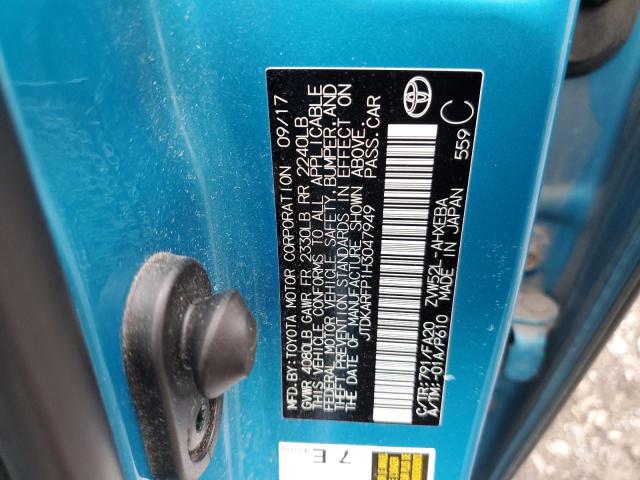 MFD.BY:TOYOTA MOTOR CORPORATION 09/17
GVWR 4080LB GAWR FR 2330LB RR 2240LB
THIS VEHICLE CONFORMS TO ALL APPLICABLE
FEDERAL MOTOR VEHICLE SAFETY, BUMPER, AND
THEFT PREVENTION STANDARDS IN EFFECT ON
THE DATE OF MANUFACTURE SHOWN ABOVE.
JTDKARFP1H3047949 PASS.CAR
C/TR:791/FA20 ZVW52L-AHXEBA
A/TM:-01A/P610 MADE IN JAPAN 559 C
7E